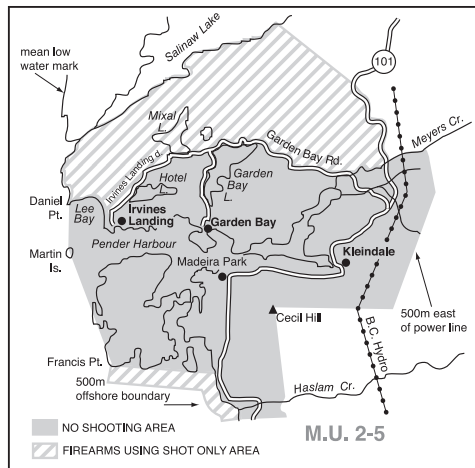 Salinaw Lake
mean low
water mark
101
Mixal
L.
Meyers Cr.
Garden Bay Rd.
Irvines Landing d.
Hotel
L.
Garden
Bay
L.
Daniel
Pt.
Lee
Bay
Irvines
Landing
Garden Bay
Pender Harbour
Martin
Is.
Madeira Park
Kleindale
500m east
of power line
Cecil Hill
B.C. Hydro
Francis Pt.
500m
offshore boundary
Haslam Cr.
NO SHOOTING AREA
M.U. 2-5
FIREARMS USING SHOT ONLY AREA